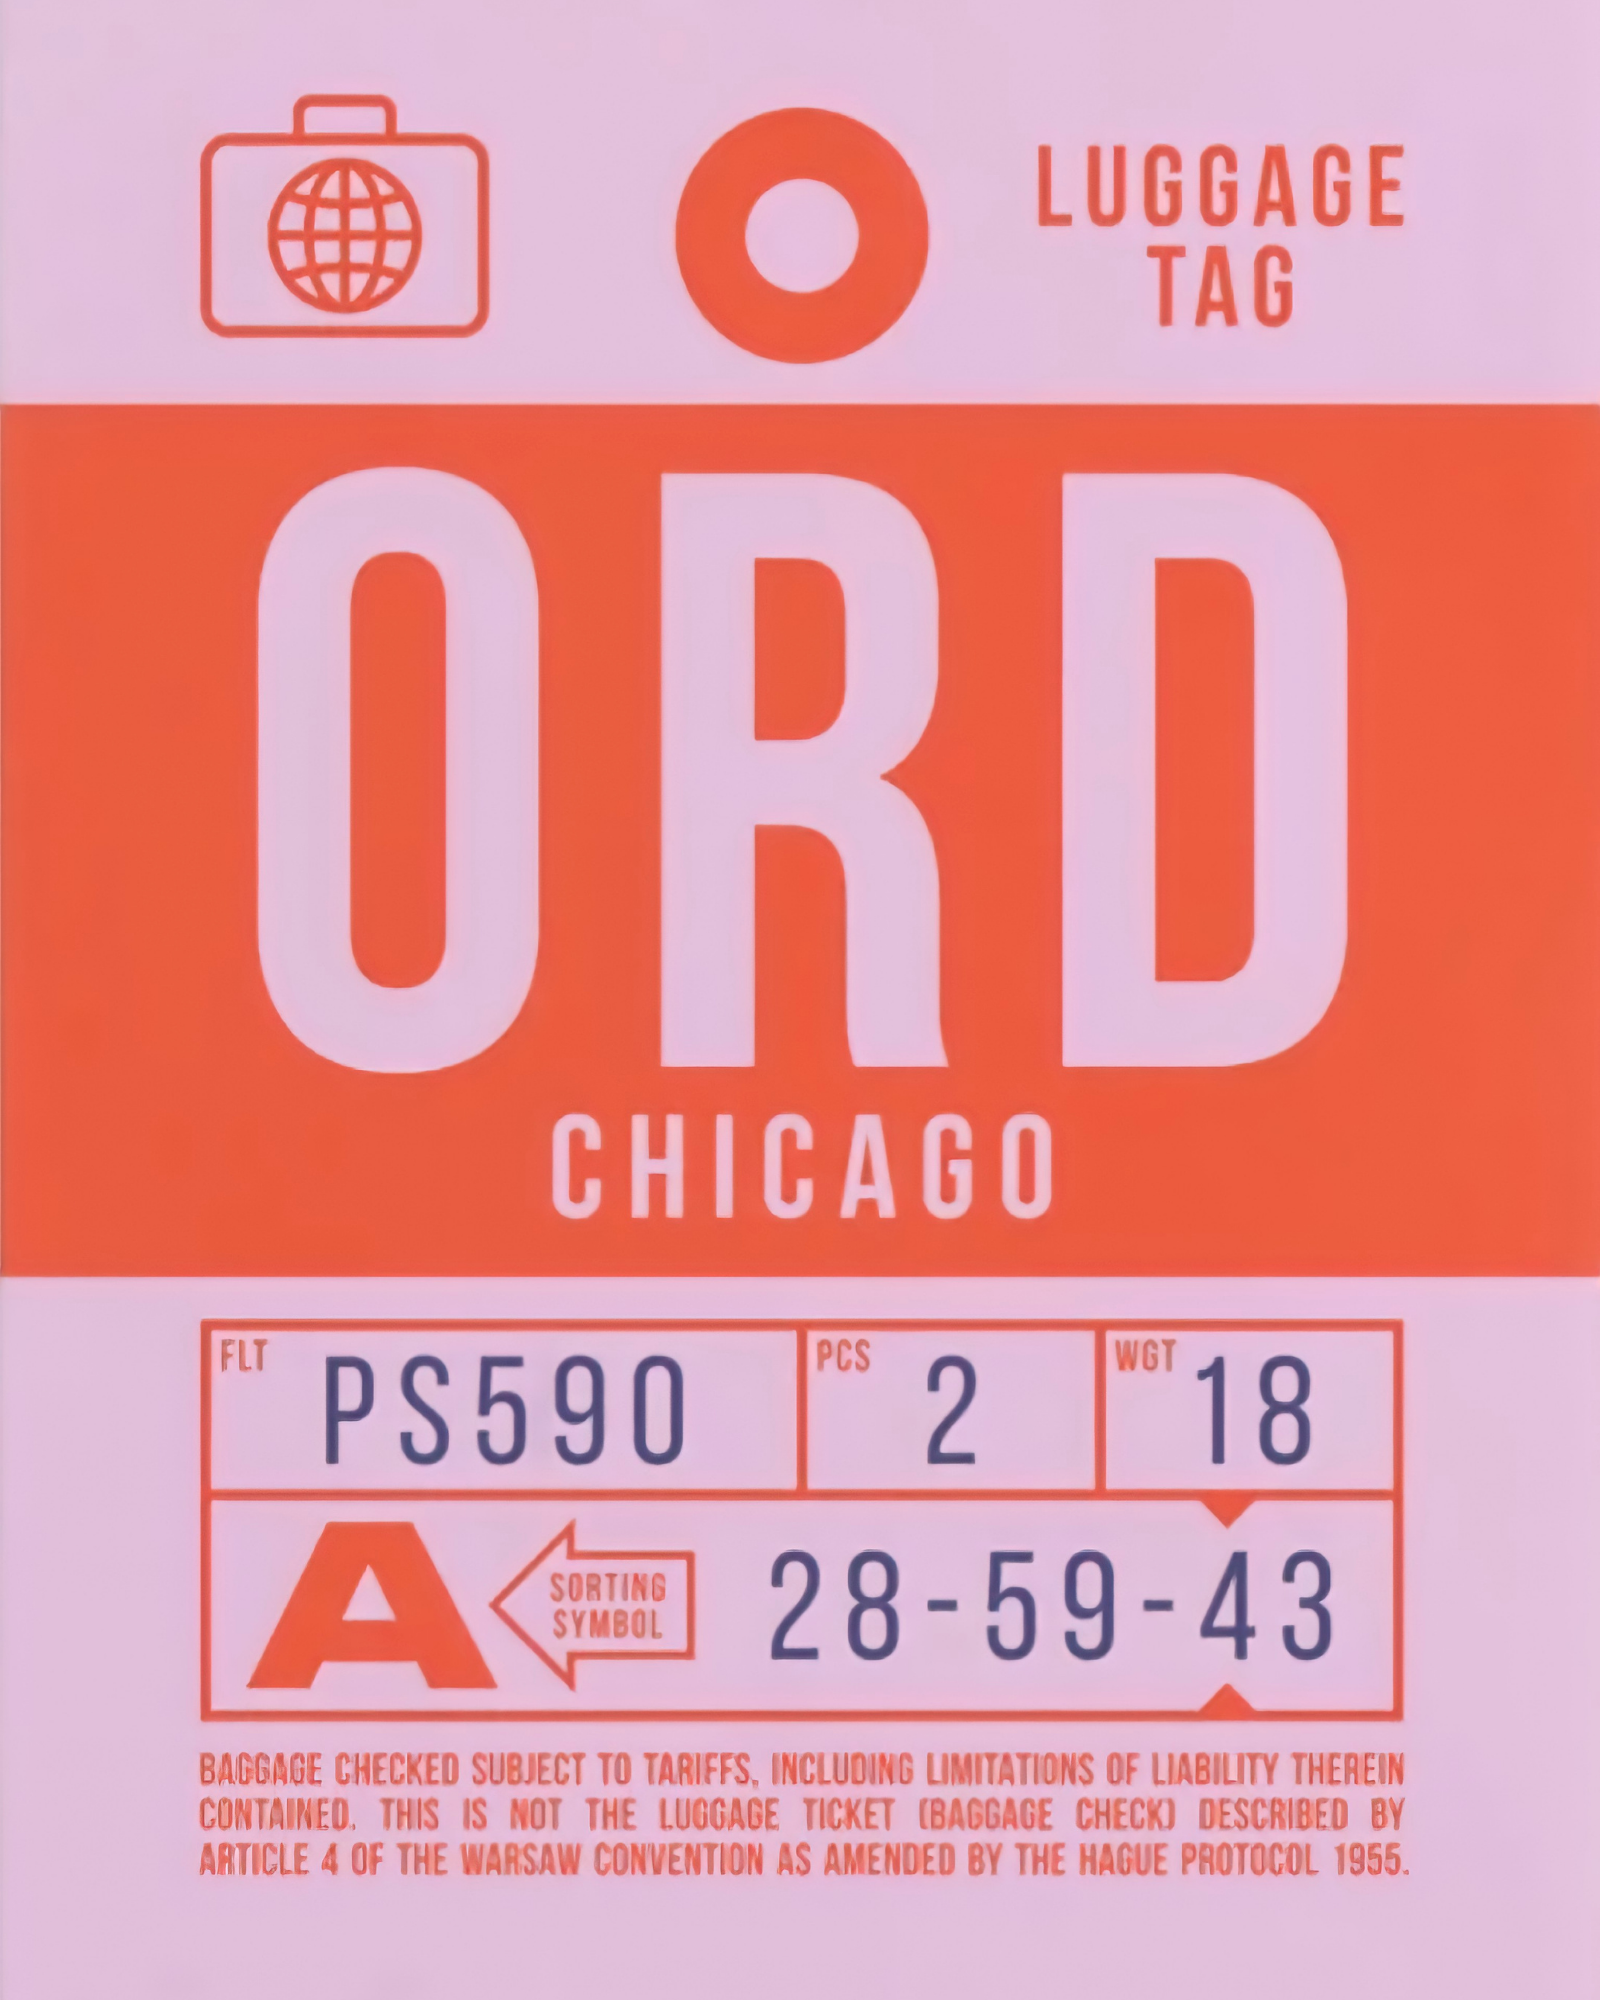 LUGGAGE
TAG
ORD
CHICAGO
FLT PS590 PCS 2 WGT 18
A SORTING SYMBOL 28-59-43
BAGGAGE CHECKED SUBJECT TO TARIFFS, INCLUDING LIMITATIONS OF LIABILITY THEREIN
CONTAINED. THIS IS NOT THE LUGGAGE TICKET (BAGGAGE CHECK) DESCRIBED BY
ARTICLE 4 OF THE WARSAW CONVENTION AS AMENDED BY THE HAGUE PROTOCOL 1955.